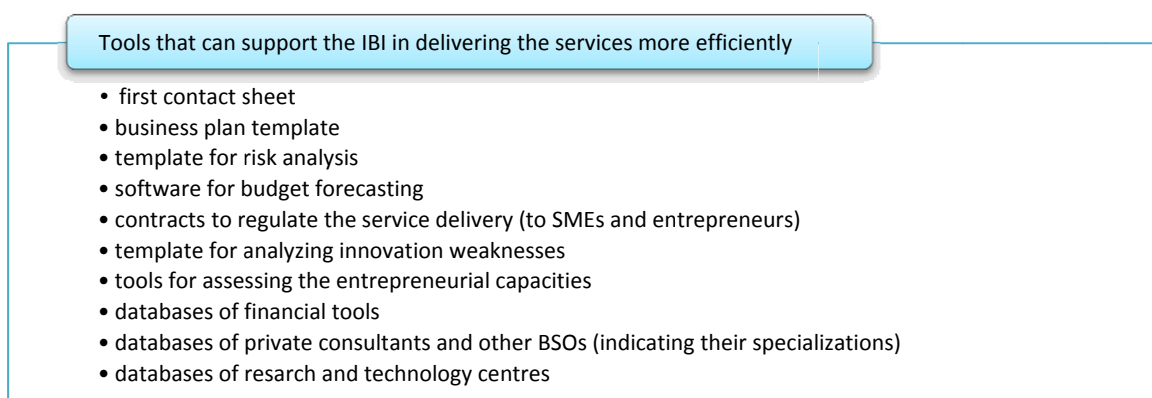 Tools that can support the IBI in delivering the services more efficiently
• first contact sheet
• business plan template
• template for risk analysis
• software for budget forecasting
• contracts to regulate the service delivery (to SMEs and entrepreneurs)
• template for analyzing innovation weaknesses
• tools for assessing the entrepreneurial capacities
• databases of financial tools
• databases of private consultants and other BSOs (indicating their specializations)
• databases of resarch and technology centres